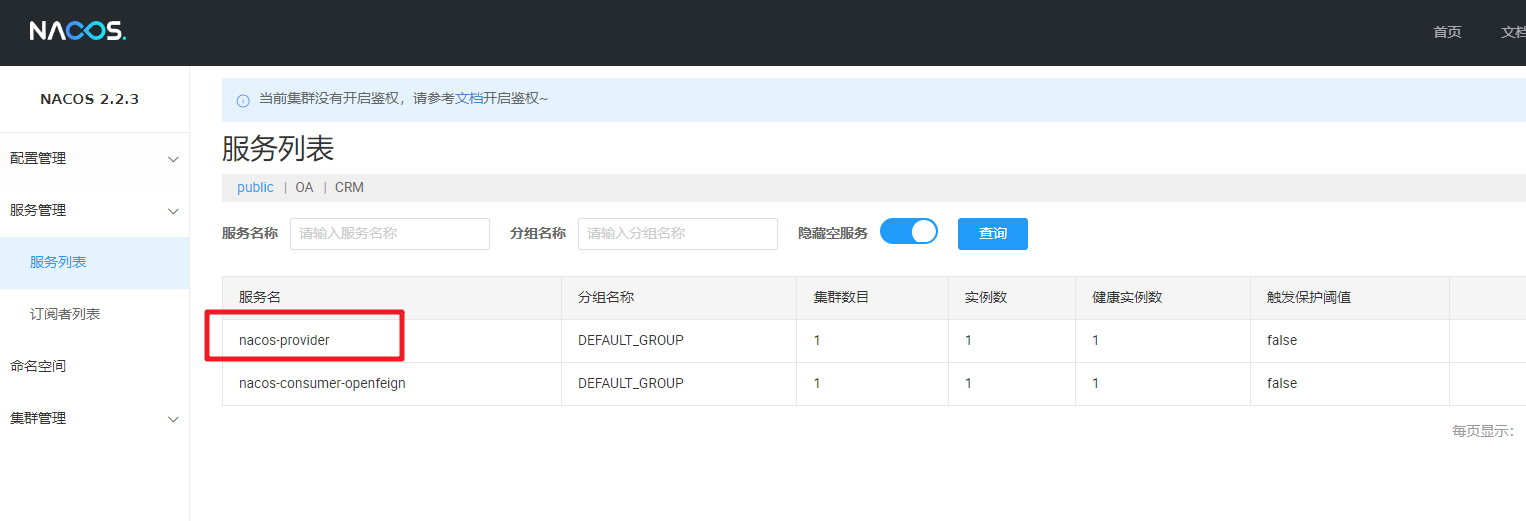 NACOS.
首页 文档
NACOS 2.2.3
当前集群没有开启鉴权，请参考文档开启鉴权~
配置管理
服务列表
public | OA | CRM
服务管理
服务名称 请输入服务名称 分组名称 请输入分组名称 隐藏空服务 查询
服务列表
服务名 分组名称 集群数目 实例数 健康实例数 触发保护阈值
订阅者列表
nacos-provider DEFAULT_GROUP 1 1 1 false
命名空间
nacos-consumer-openfeign DEFAULT_GROUP 1 1 1 false
集群管理
每页显示：